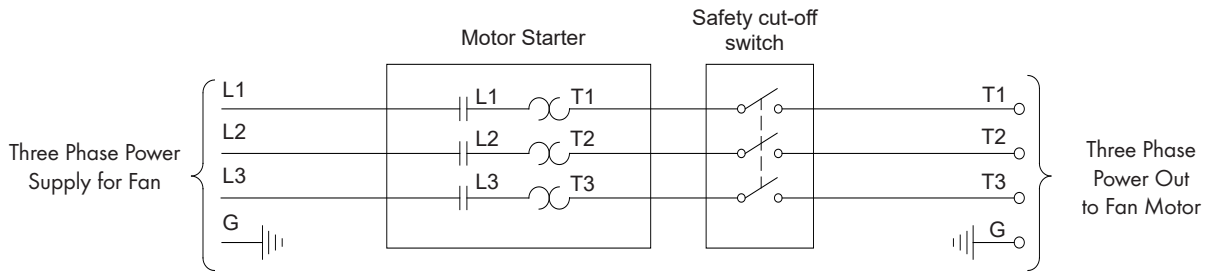 Safety cut-off
switch
Motor Starter
Three Phase Power
Supply for Fan
L1
L1
T1
T1
L2
L2
T2
T2
L3
L3
T3
T3
G
G
Three Phase
Power Out
to Fan Motor